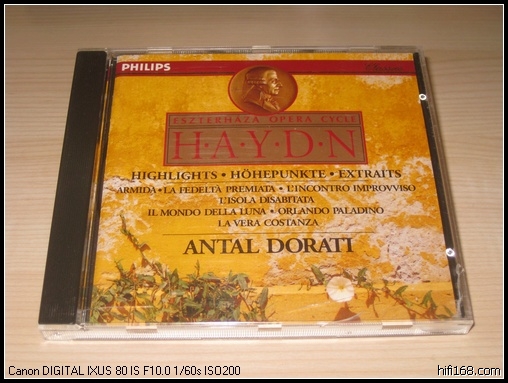 PHILIPS
ESZTERHÁZA OPERA CYCLE
H·A·Y·D·N
HIGHLIGHTS • HÖHEPUNKTE • EXTRAITS
ARMIDA • LA FEDELTÀ PREMIATA • L'INCONTRO IMPROVVISO
L'ISOLA DISABITATA
IL MONDO DELLA LUNA • ORLANDO PALADINO
LA VERA COSTANZA
ANTAL DORATI
Canon DIGITAL IXUS 80 IS F10.0 1/60s ISO200
hifi168.com